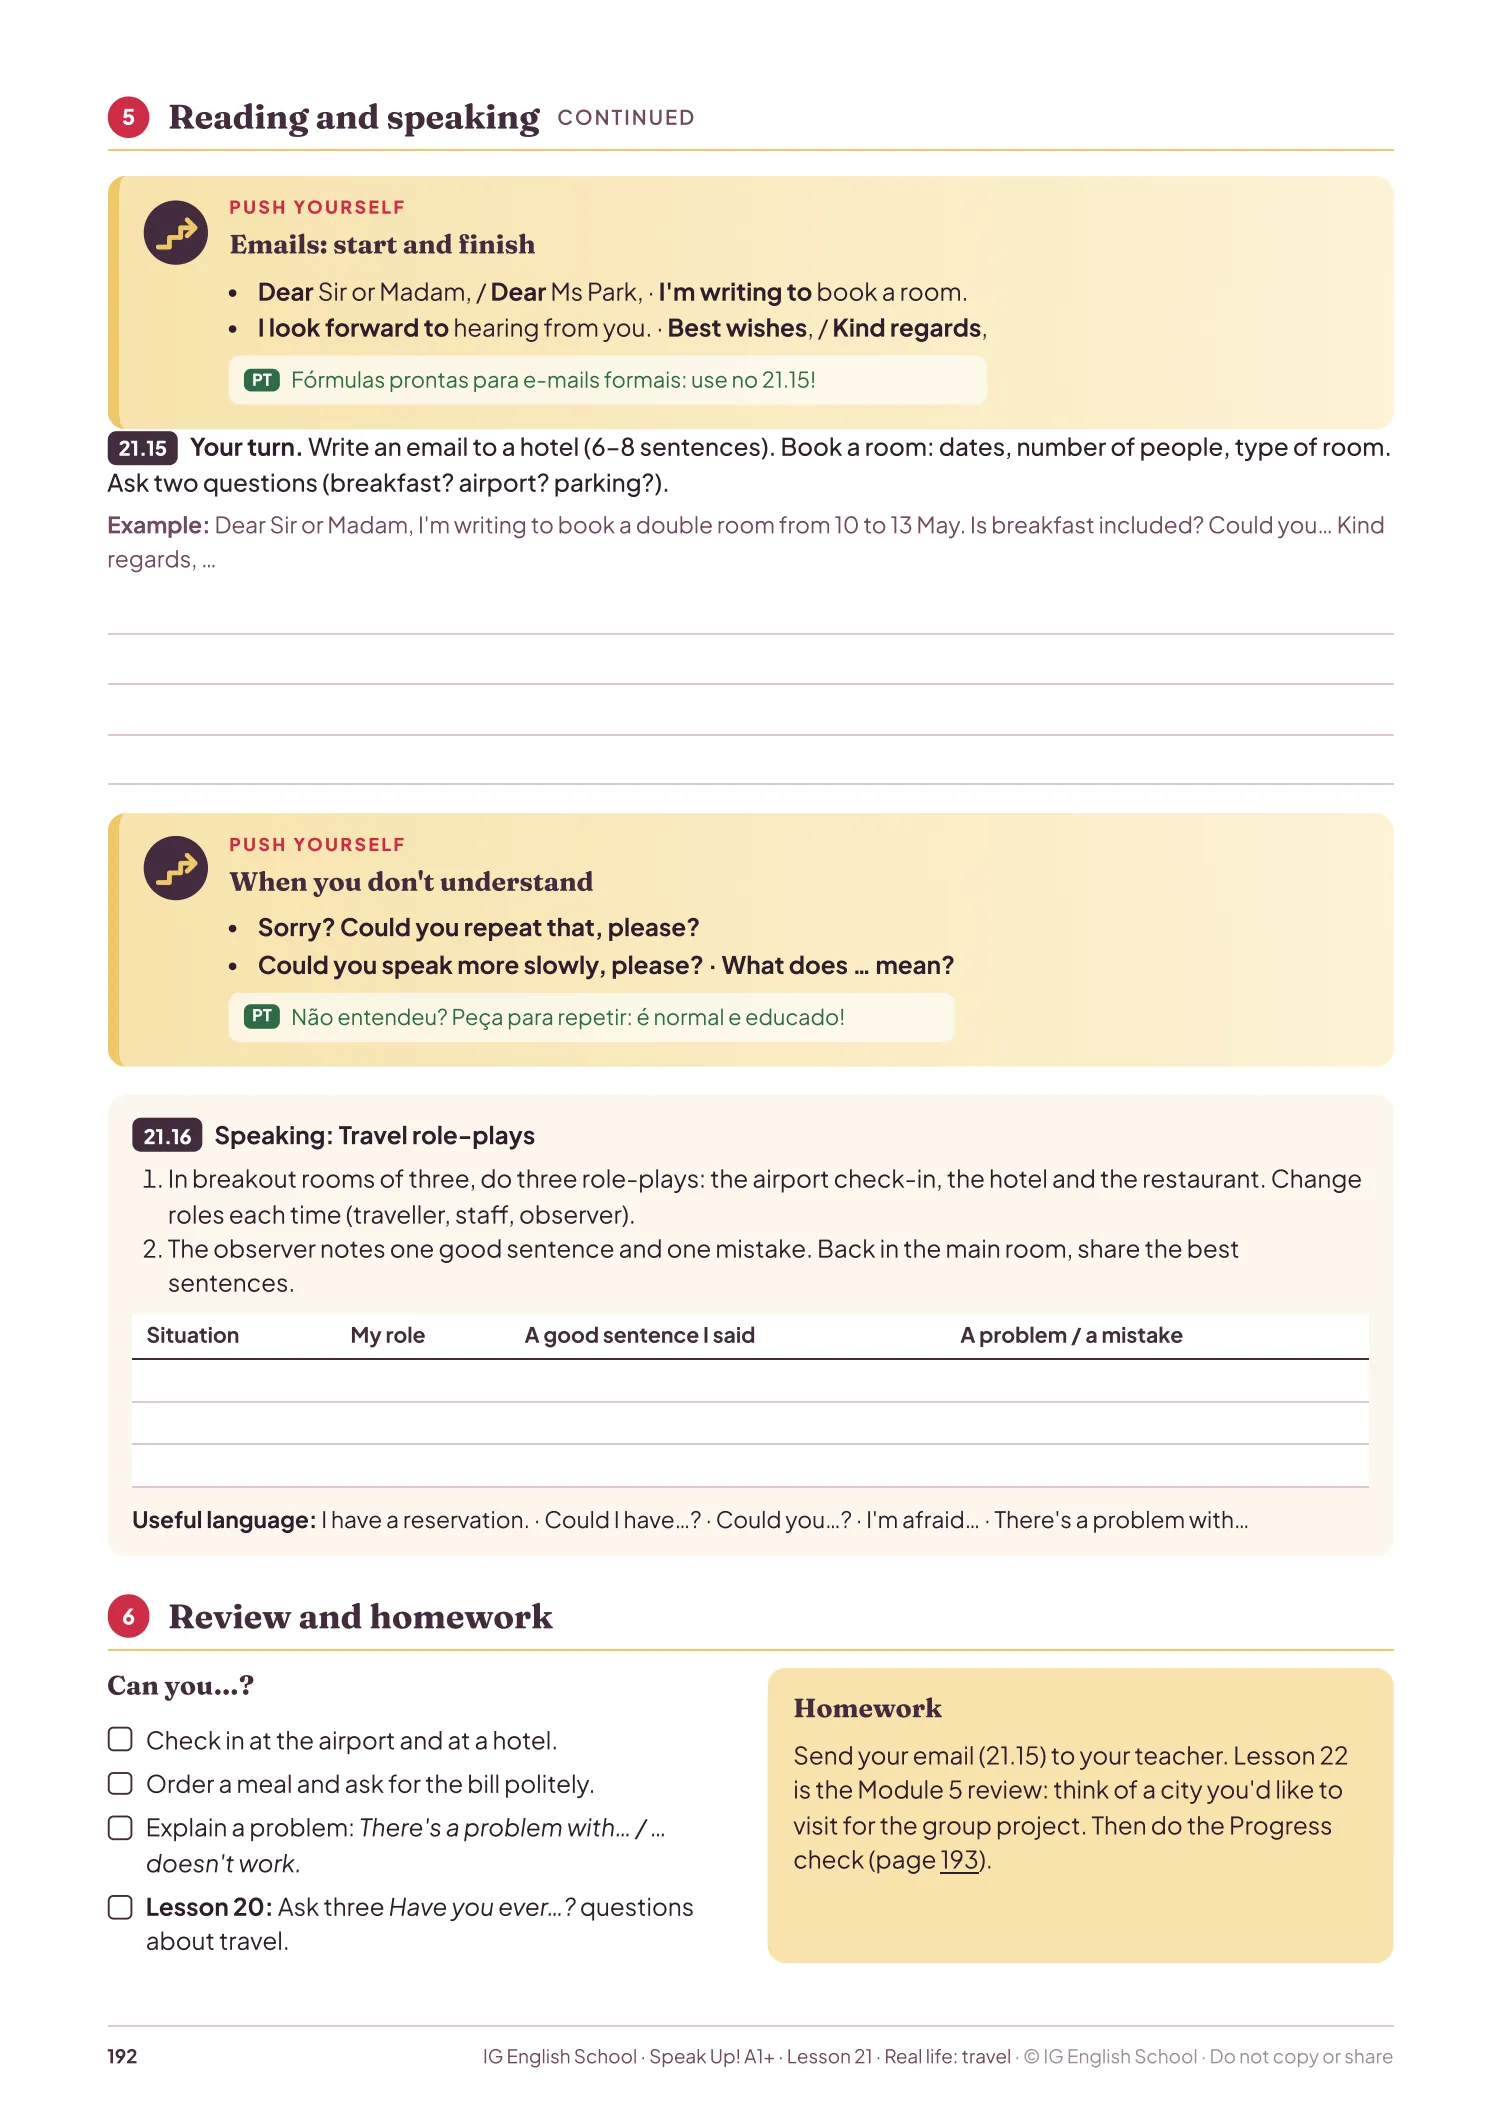 5 Reading and speaking CONTINUED
PUSH YOURSELF
Emails: start and finish
• Dear Sir or Madam, / Dear Ms Park, · I'm writing to book a room.
• I look forward to hearing from you. · Best wishes, / Kind regards,
PT Fórmulas prontas para e-mails formais: use no 21.15!
21.15 Your turn. Write an email to a hotel (6–8 sentences). Book a room: dates, number of people, type of room.
Ask two questions (breakfast? airport? parking?).
Example: Dear Sir or Madam, I'm writing to book a double room from 10 to 13 May. Is breakfast included? Could you… Kind
regards, …
PUSH YOURSELF
When you don't understand
• Sorry? Could you repeat that, please?
• Could you speak more slowly, please? · What does … mean?
PT Não entendeu? Peça para repetir: é normal e educado!
21.16 Speaking: Travel role-plays
1. In breakout rooms of three, do three role-plays: the airport check-in, the hotel and the restaurant. Change
roles each time (traveller, staff, observer).
2. The observer notes one good sentence and one mistake. Back in the main room, share the best
sentences.
Situation My role A good sentence I said A problem / a mistake
Useful language: I have a reservation. · Could I have…? · Could you…? · I'm afraid… · There's a problem with…
6 Review and homework
Can you…?
Check in at the airport and at a hotel.
Order a meal and ask for the bill politely.
Explain a problem: There's a problem with… / …
doesn't work.
Lesson 20: Ask three Have you ever…? questions
about travel.
Homework
Send your email (21.15) to your teacher. Lesson 22
is the Module 5 review: think of a city you'd like to
visit for the group project. Then do the Progress
check (page 193).
192 IG English School · Speak Up! A1+ · Lesson 21 · Real life: travel · © IG English School · Do not copy or share